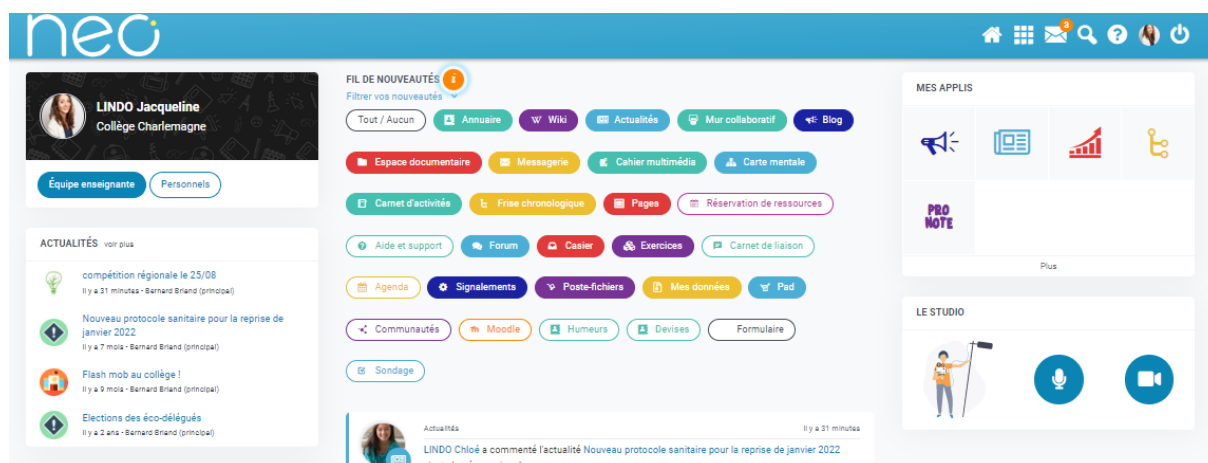 neo
3
LINDO Jacqueline
Collège Charlemagne
Équipe enseignante
Personnels
ACTUALITÉS voir plus
compétition régionale le 25/08
Il y a 31 minutes - Bernard Briand (principal)
Nouveau protocole sanitaire pour la reprise de
janvier 2022
Il y a 7 mois - Bernard Briand (principal)
Flash mob au collège !
Il y a 9 mois - Bernard Briand (principal)
Elections des éco-délégués
Il y a 2 ans - Bernard Briand (principal)
FIL DE NOUVEAUTÉS i
Filtrer vos nouveautés
Tout / Aucun Annuaire W Wiki Actualités Mur collaboratif Blog
Espace documentaire Messagerie Cahier multimédia Carte mentale
Carnet d'activités Frise chronologique Pages Réservation de ressources
Aide et support Forum Casier Exercices Carnet de liaison
Agenda Signalements Poste-fichiers Mes données Pad
Communautés m Moodle Humeurs Devises Formulaire
Sondage
Actualités Il y a 31 minutes
LINDO Chloé a commenté l'actualité Nouveau protocole sanitaire pour la reprise de janvier 2022
MES APPLIS
PRO
NOTE
Plus
LE STUDIO